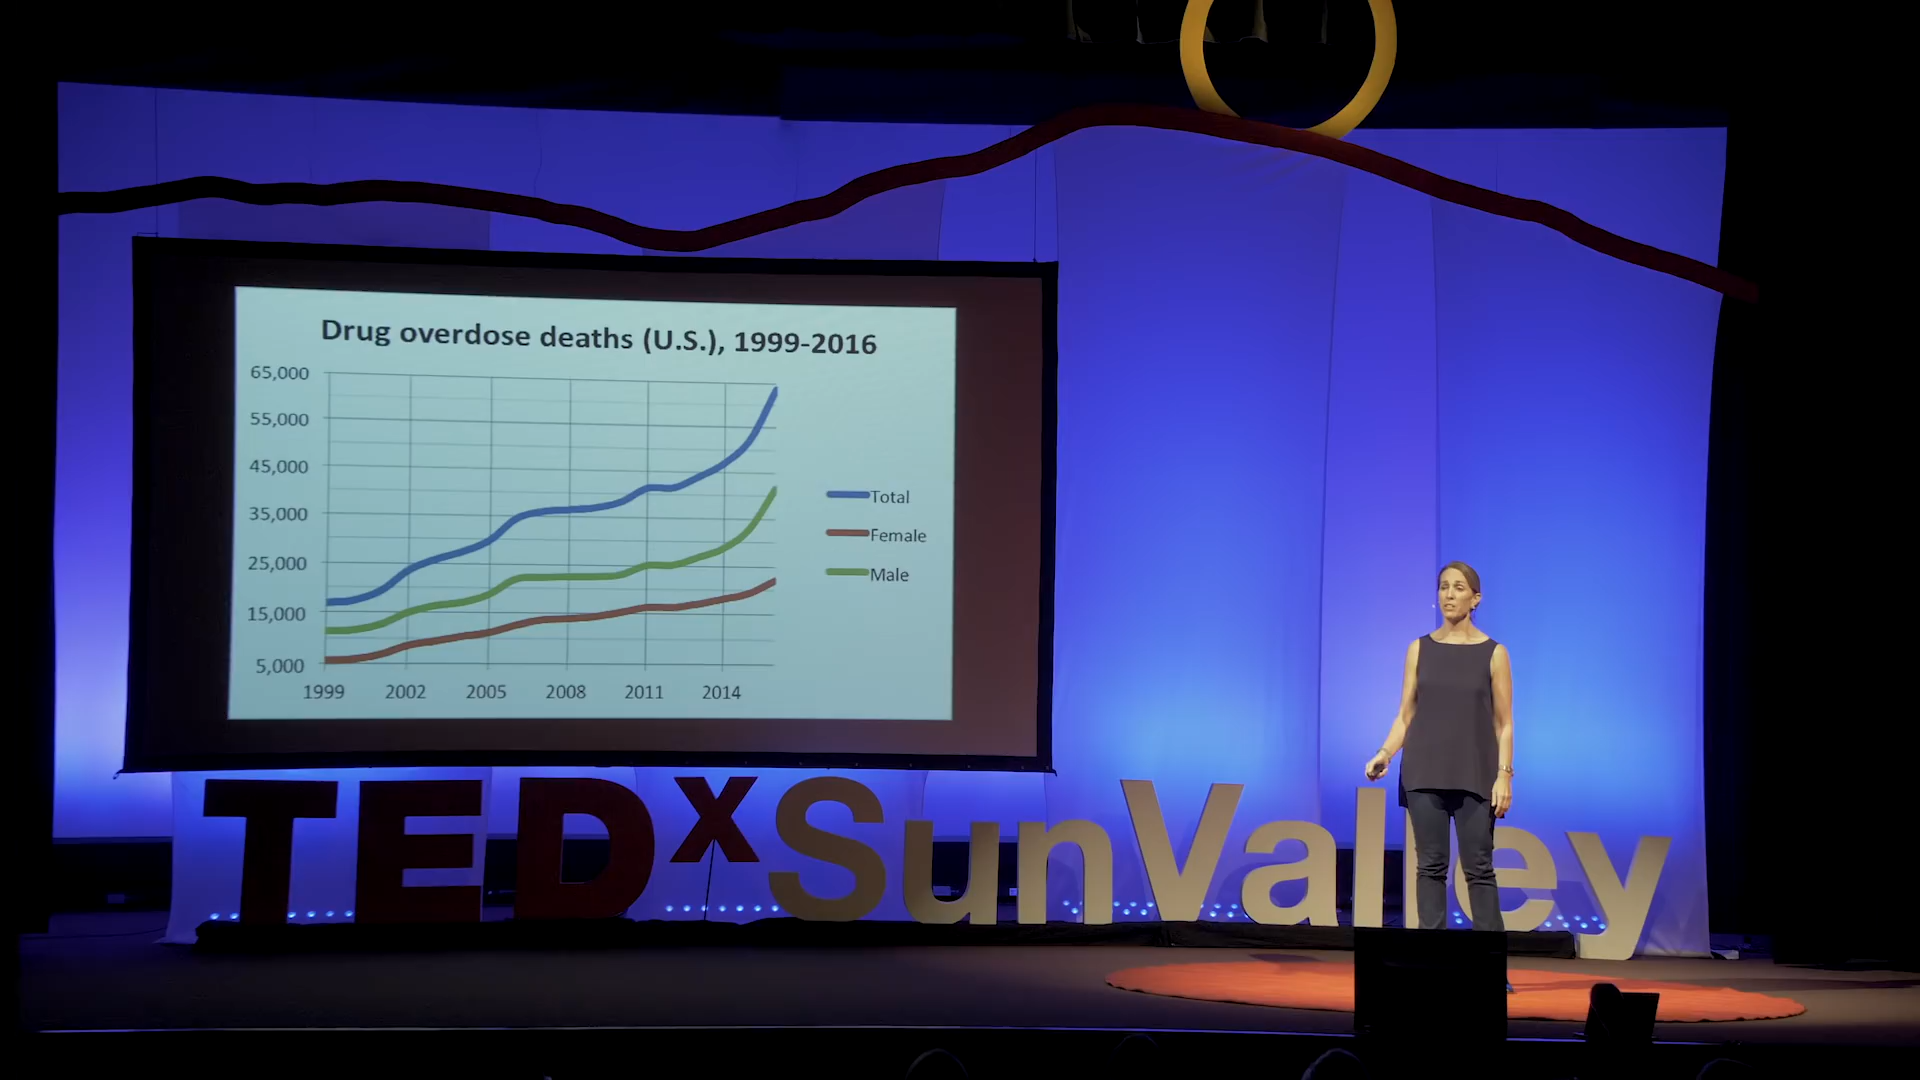 Drug overdose deaths (U.S.), 1999-2016
65,000
55,000
45,000
35,000
25,000
15,000
5,000
1999 2002 2005 2008 2011 2014
Total
Female
Male
TEDxSunValley